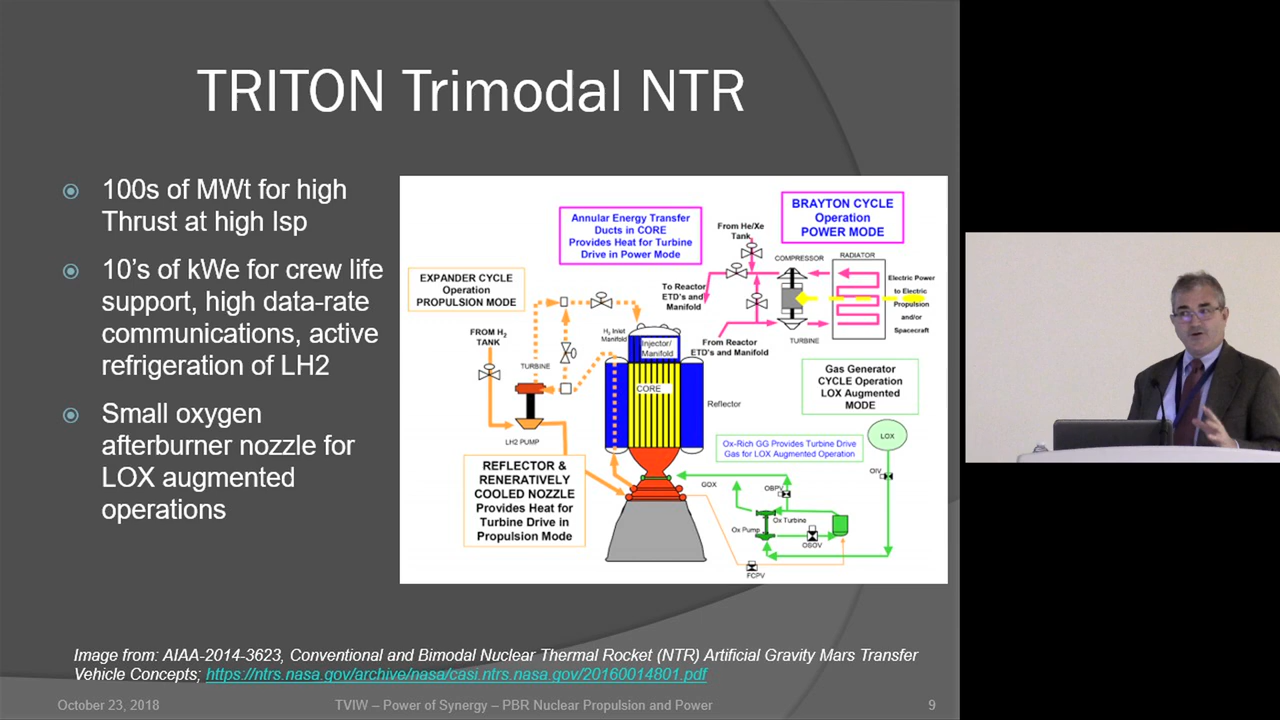 TRITON Trimodal NTR
100s of MWt for high
Thrust at high Isp
10’s of kWe for crew life
support, high data-rate
communications, active
refrigeration of LH2
Small oxygen
afterburner nozzle for
LOX augmented
operations
EXPANDER CYCLE
Operation
PROPULSION MODE
Annular Energy Transfer
Ducts in CORE
Provides Heat for Turbine
Drive in Power Mode
BRAYTON CYCLE
Operation
POWER MODE
From He/Xe
Tank
COMPRESSOR
RADIATOR
To Reactor
ETD's and
Manifold
Electric Power
to Electric
Propulsion
and/or
Spacecraft
From Reactor
ETD's and Manifold
TURBINE
FROM H2
TANK
TURBINE
LH2 PUMP
H2 Inlet
Manifold
Injector/
Manifold
CORE
Reflector
Gas Generator
CYCLE Operation
LOX Augmented
MODE
Ox-Rich GG Provides Turbine Drive
Gas for LOX Augmented Operation
LOX
OIV
GOX
OBPV
Ox Turbine
Ox Pump
OSOV
FCPV
REFLECTOR &
RENERATIVELY
COOLED NOZZLE
Provides Heat for
Turbine Drive in
Propulsion Mode
Image from: AIAA-2014-3623, Conventional and Bimodal Nuclear Thermal Rocket (NTR) Artificial Gravity Mars Transfer
Vehicle Concepts; https://ntrs.nasa.gov/archive/nasa/casi.ntrs.nasa.gov/20160014801.pdf
October 23, 2018
TVIW – Power of Synergy – PBR Nuclear Propulsion and Power
9